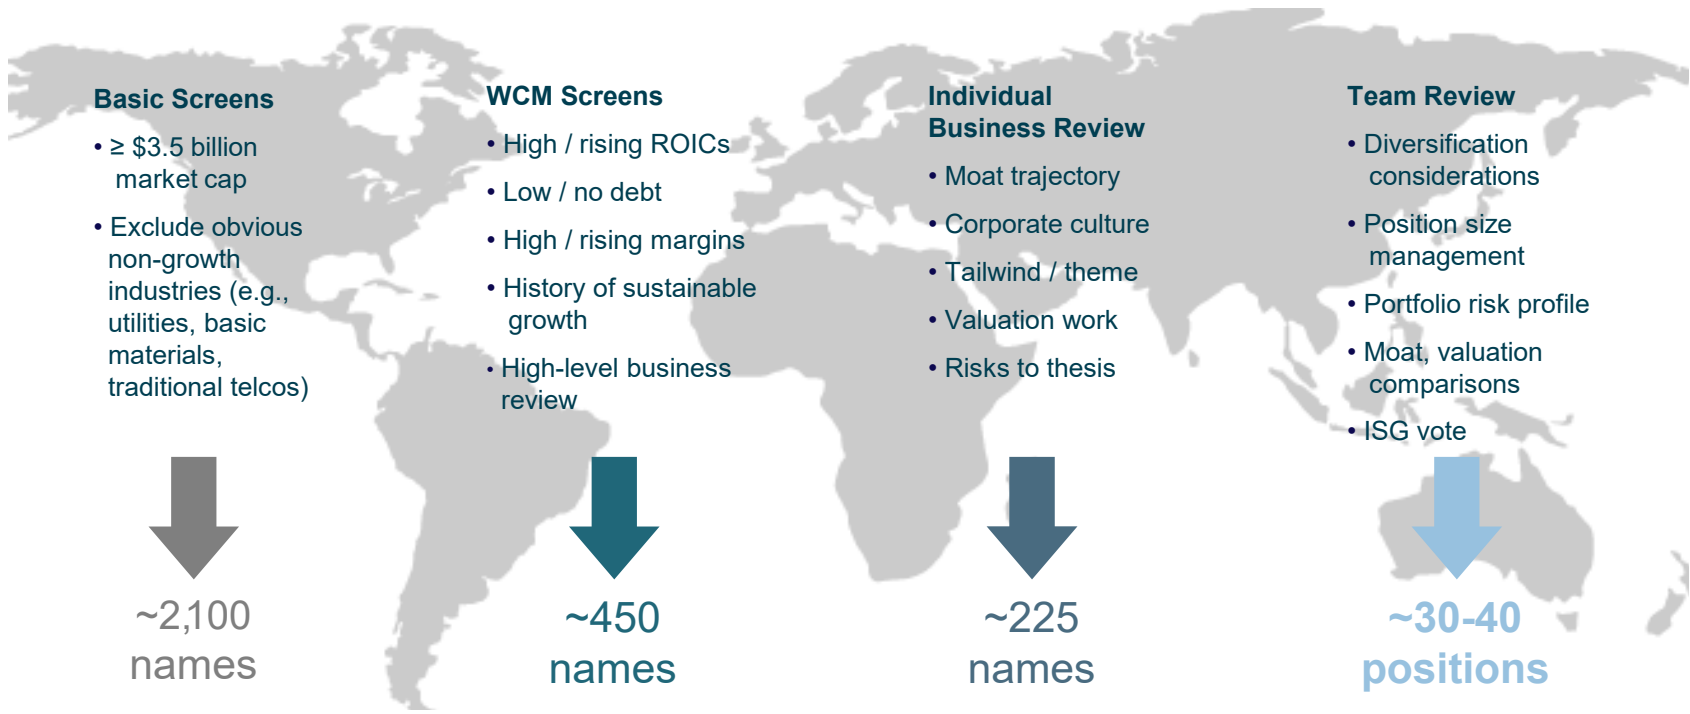 Basic Screens
• ≥ $3.5 billion
market cap
• Exclude obvious
non-growth
industries (e.g.,
utilities, basic
materials,
traditional telcos)
~2,100
names
WCM Screens
• High / rising ROICs
• Low / no debt
• High / rising margins
• History of sustainable
growth
• High-level business
review
~450
names
Individual
Business Review
• Moat trajectory
• Corporate culture
• Tailwind / theme
• Valuation work
• Risks to thesis
~225
names
Team Review
• Diversification
considerations
• Position size
management
• Portfolio risk profile
• Moat, valuation
comparisons
• ISG vote
~30-40
positions